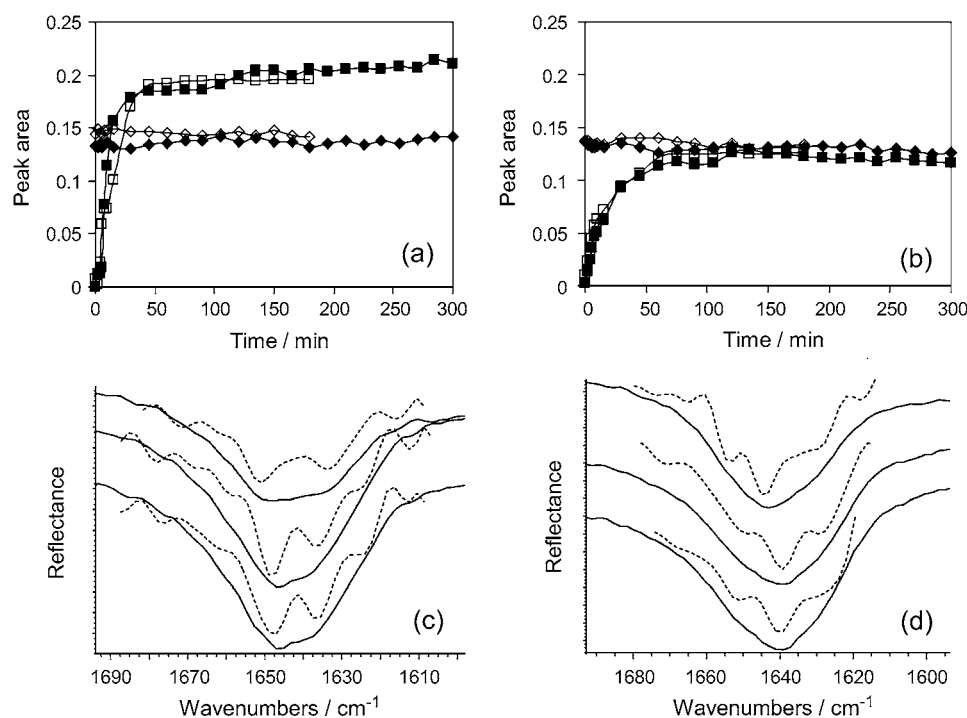 0.25
0.2
0.15
0.1
0.05
0
Peak area
(a)
0 50 100 150 200 250 300
Time / min
0.25
0.2
0.15
0.1
0.05
0
Peak area
(b)
0 50 100 150 200 250 300
Time / min
Reflectance
(c)
1690 1670 1650 1630 1610
Wavenumbers / cm⁻¹
Reflectance
(d)
1680 1660 1640 1620 1600
Wavenumbers / cm⁻¹